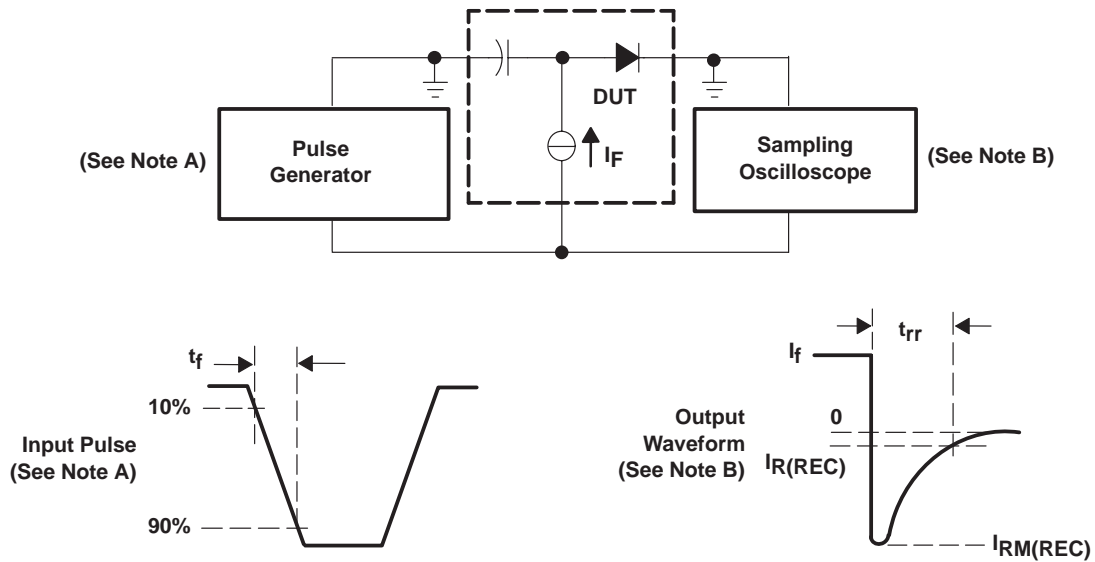 DUT
I_F
(See Note A)
Pulse
Generator
Sampling
Oscilloscope
(See Note B)
t_f
10%
Input Pulse
(See Note A)
90%
t_rr
I_f
Output
Waveform
(See Note B)
0
I_R(REC)
I_RM(REC)